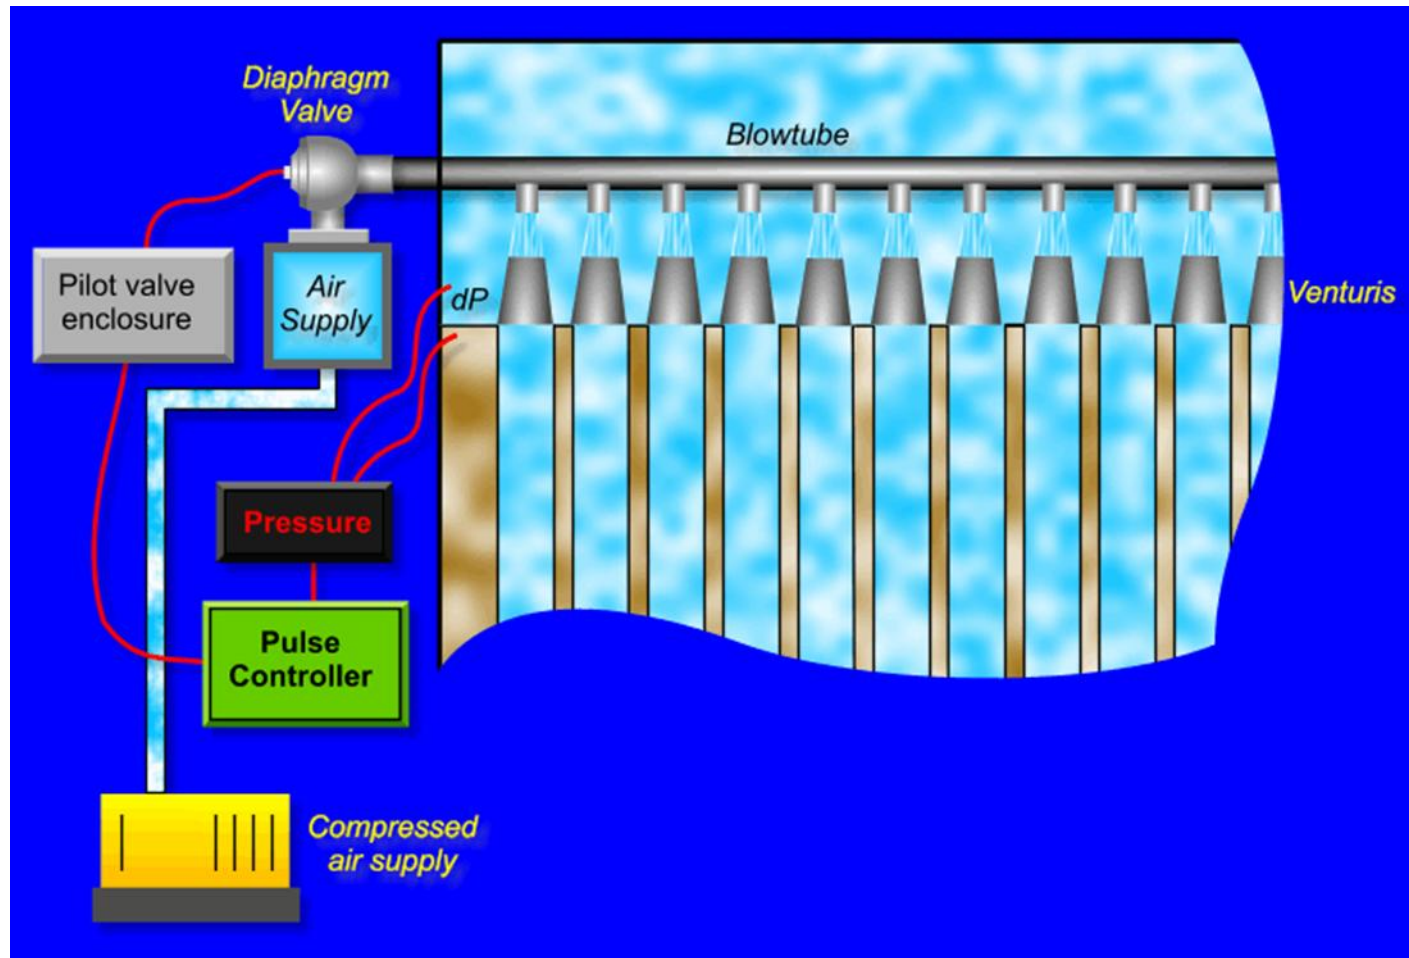 Diaphragm
Valve
Blowtube
Pilot valve
enclosure
Air
Supply
dP
Venturis
Pressure
Pulse
Controller
Compressed
air supply